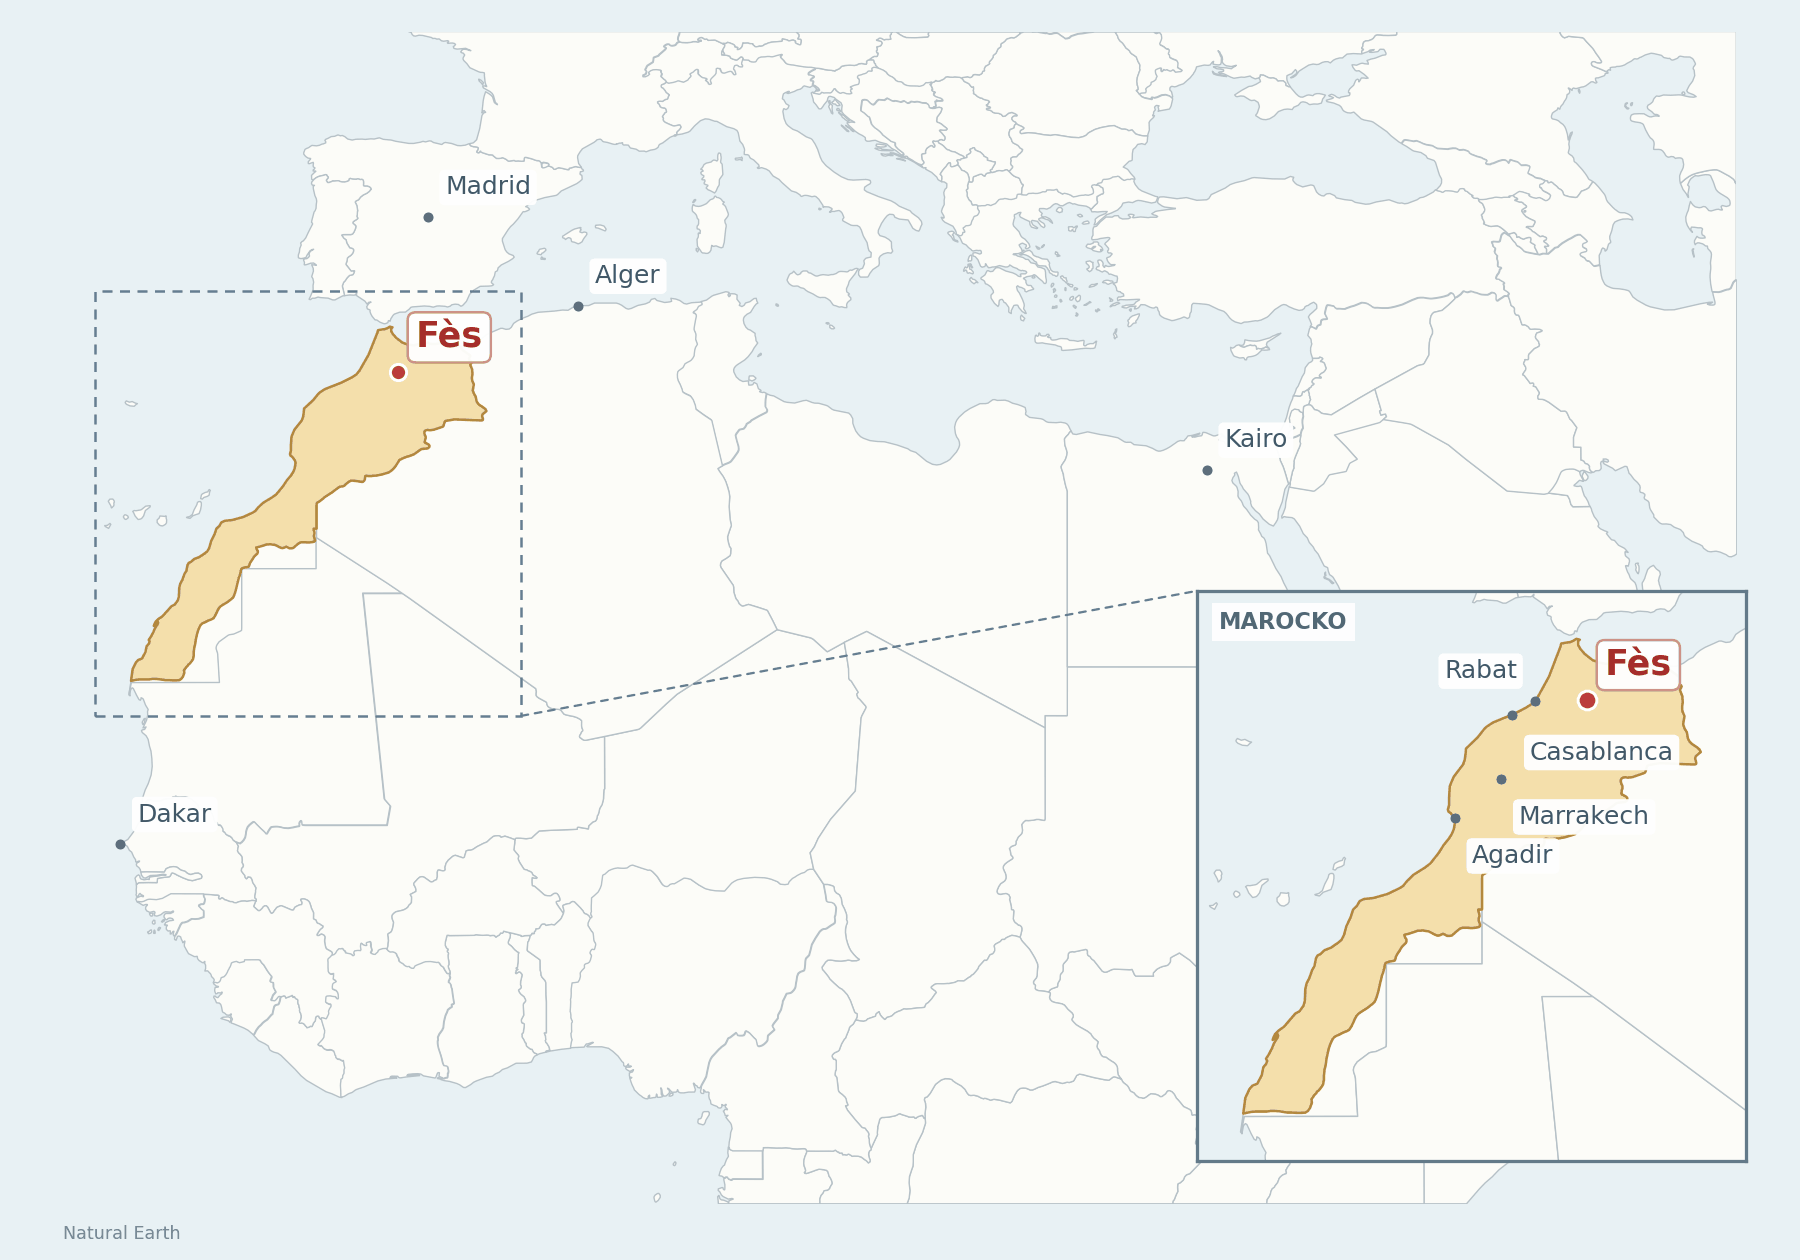 Madrid
Alger
Fès
Kairo
MAROCKO
Rabat
Fès
Casablanca
Marrakech
Agadir
Dakar
Natural Earth